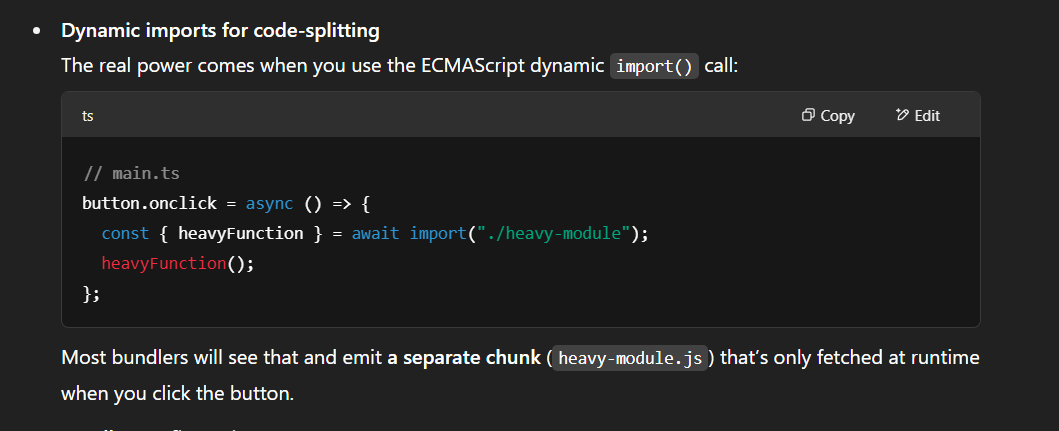 Dynamic imports for code-splitting
The real power comes when you use the ECMAScript dynamic import() call:
ts Copy Edit
// main.ts
button.onclick = async () => {
  const { heavyFunction } = await import("./heavy-module");
  heavyFunction();
};
Most bundlers will see that and emit a separate chunk (heavy-module.js) that’s only fetched at runtime
when you click the button.